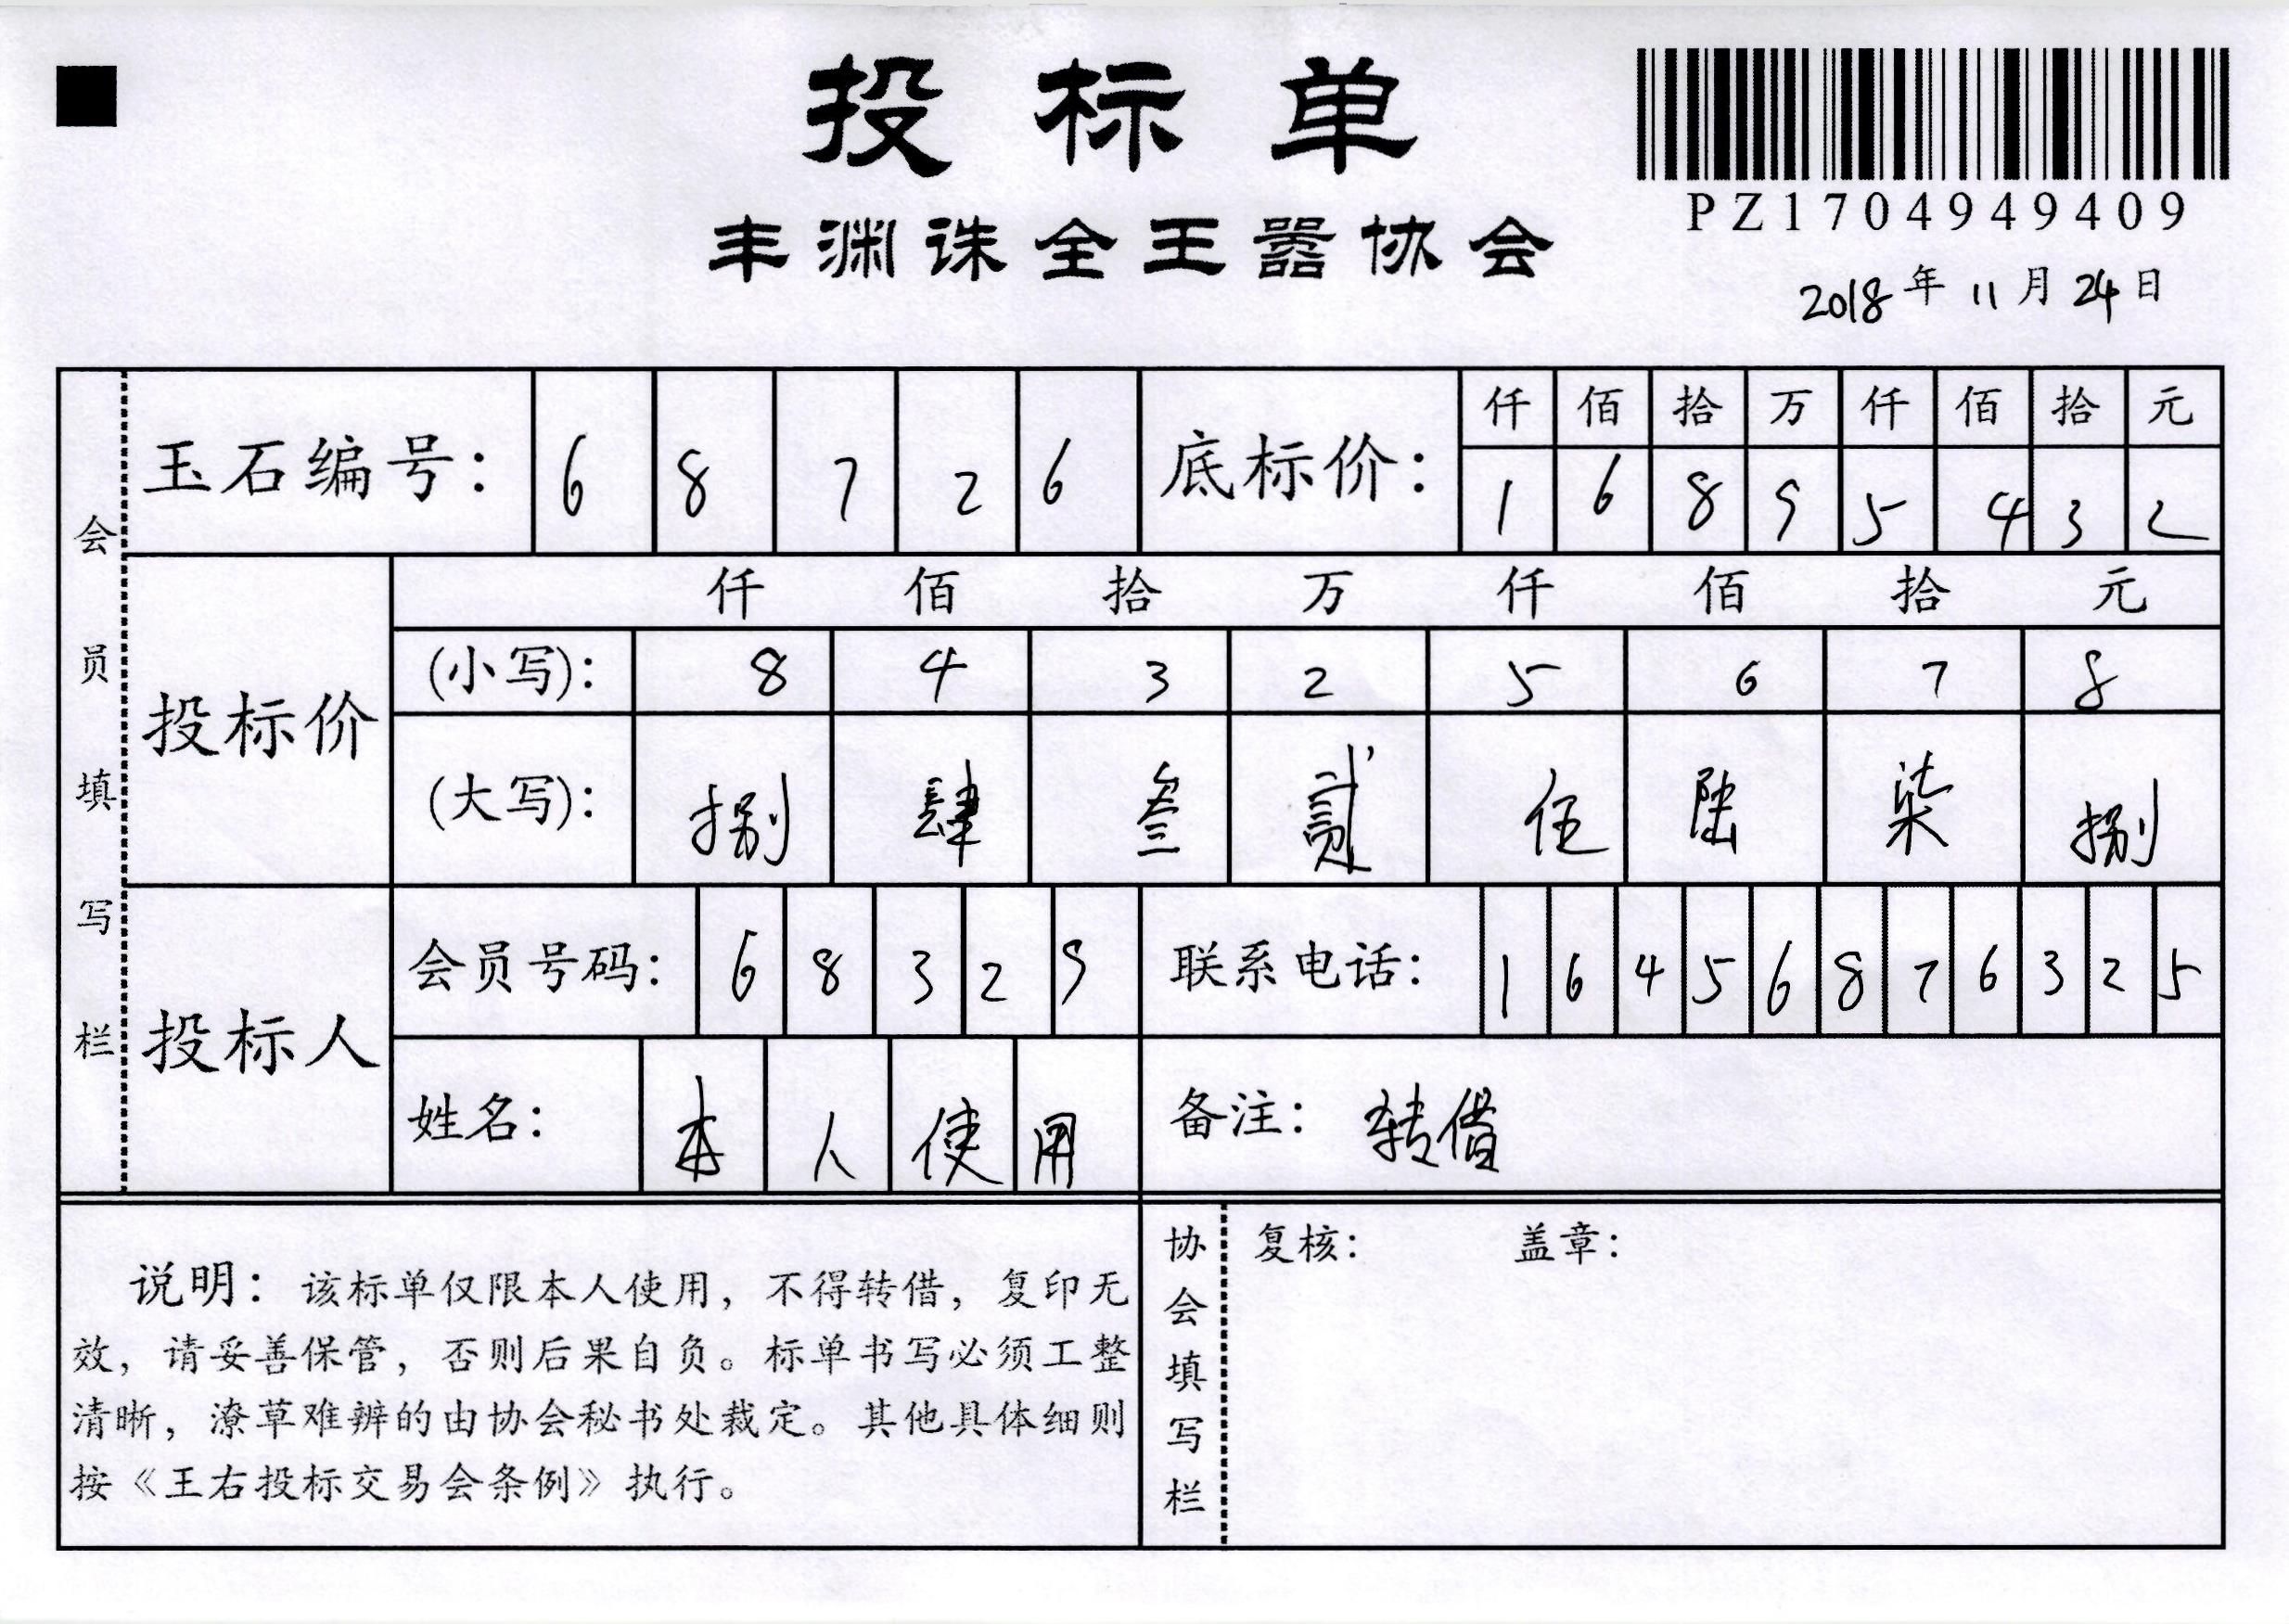 投标单
丰渊诛全王嚣协会
PZ1704949409
2018年11月24日
会员填写栏
玉石编号: 6 8 7 2 6
底标价: 仟 佰 拾 万 仟 佰 拾 元
1 6 8 9 5 4 3 2
投标价
仟 佰 拾 万 仟 佰 拾 元
(小写): 8 4 3 2 5 6 7 8
(大写): 捌 肆 叁 贰 伍 陆 柒 捌
投标人
会员号码: 6 8 3 2 9
联系电话: 1 6 4 5 6 8 7 6 3 2 5
姓名: 本 人 使 用
备注: 转借
说明: 该标单仅限本人使用，不得转借，复印无
效，请妥善保管，否则后果自负。标单书写必须工整
清晰，潦草难辨的由协会秘书处裁定。其他具体细则
按《王右投标交易会条例》执行。
协会填写栏
复核: 盖章: